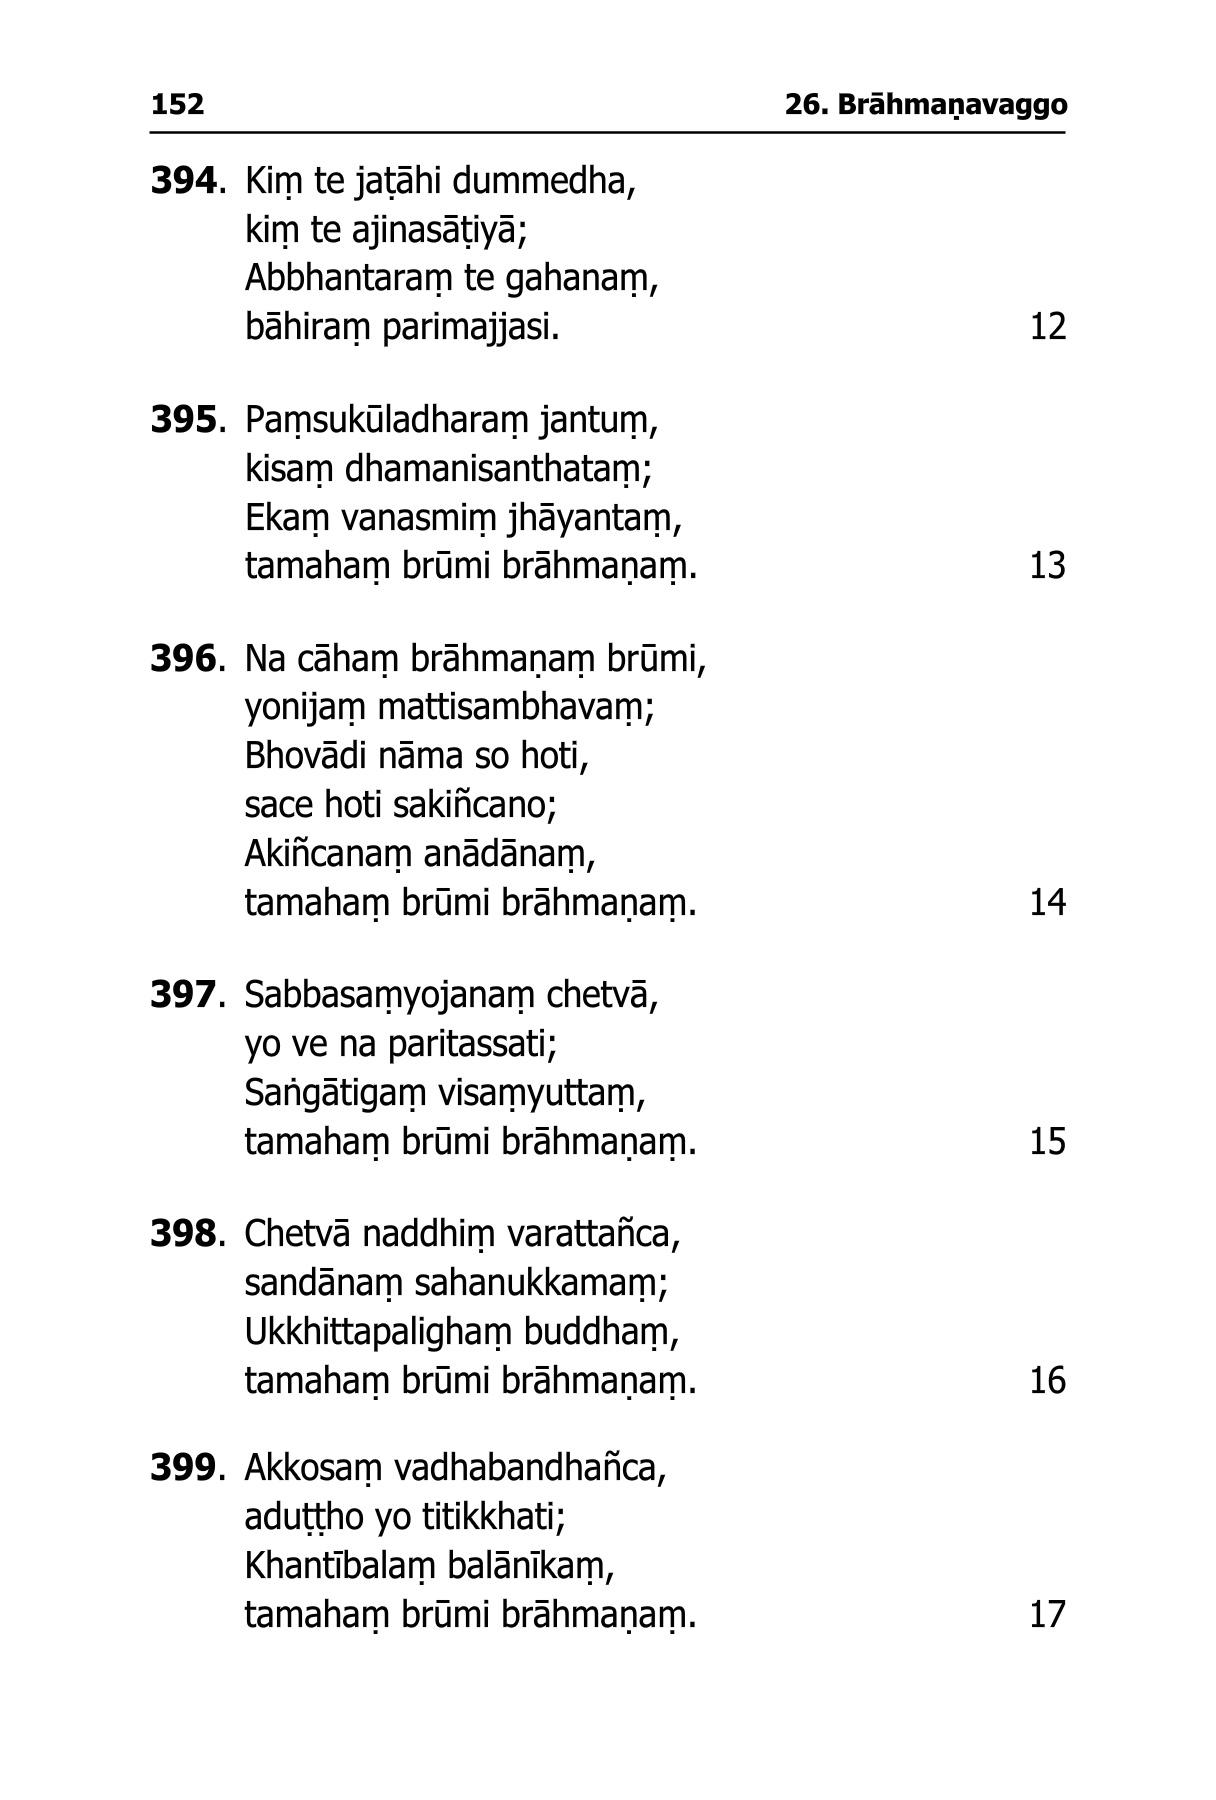 152 26. Brāhmaṇavaggo
394. Kiṃ te jaṭāhi dummedha,
kiṃ te ajinasāṭiyā;
Abbhantaraṃ te gahanaṃ,
bāhiraṃ parimajjasi. 12
395. Paṃsukūladharaṃ jantuṃ,
kisaṃ dhamanisanthataṃ;
Ekaṃ vanasmiṃ jhāyantaṃ,
tamahaṃ brūmi brāhmaṇaṃ. 13
396. Na cāhaṃ brāhmaṇaṃ brūmi,
yonijaṃ mattisambhavaṃ;
Bhovādi nāma so hoti,
sace hoti sakiñcano;
Akiñcanaṃ anādānaṃ,
tamahaṃ brūmi brāhmaṇaṃ. 14
397. Sabbasaṃyojanaṃ chetvā,
yo ve na paritassati;
Saṅgātigaṃ visaṃyuttaṃ,
tamahaṃ brūmi brāhmaṇaṃ. 15
398. Chetvā naddhiṃ varattañca,
sandānaṃ sahanukkamaṃ;
Ukkhittapalighaṃ buddhaṃ,
tamahaṃ brūmi brāhmaṇaṃ. 16
399. Akkosaṃ vadhabandhañca,
aduṭṭho yo titikkhati;
Khantībalaṃ balānīkaṃ,
tamahaṃ brūmi brāhmaṇaṃ. 17